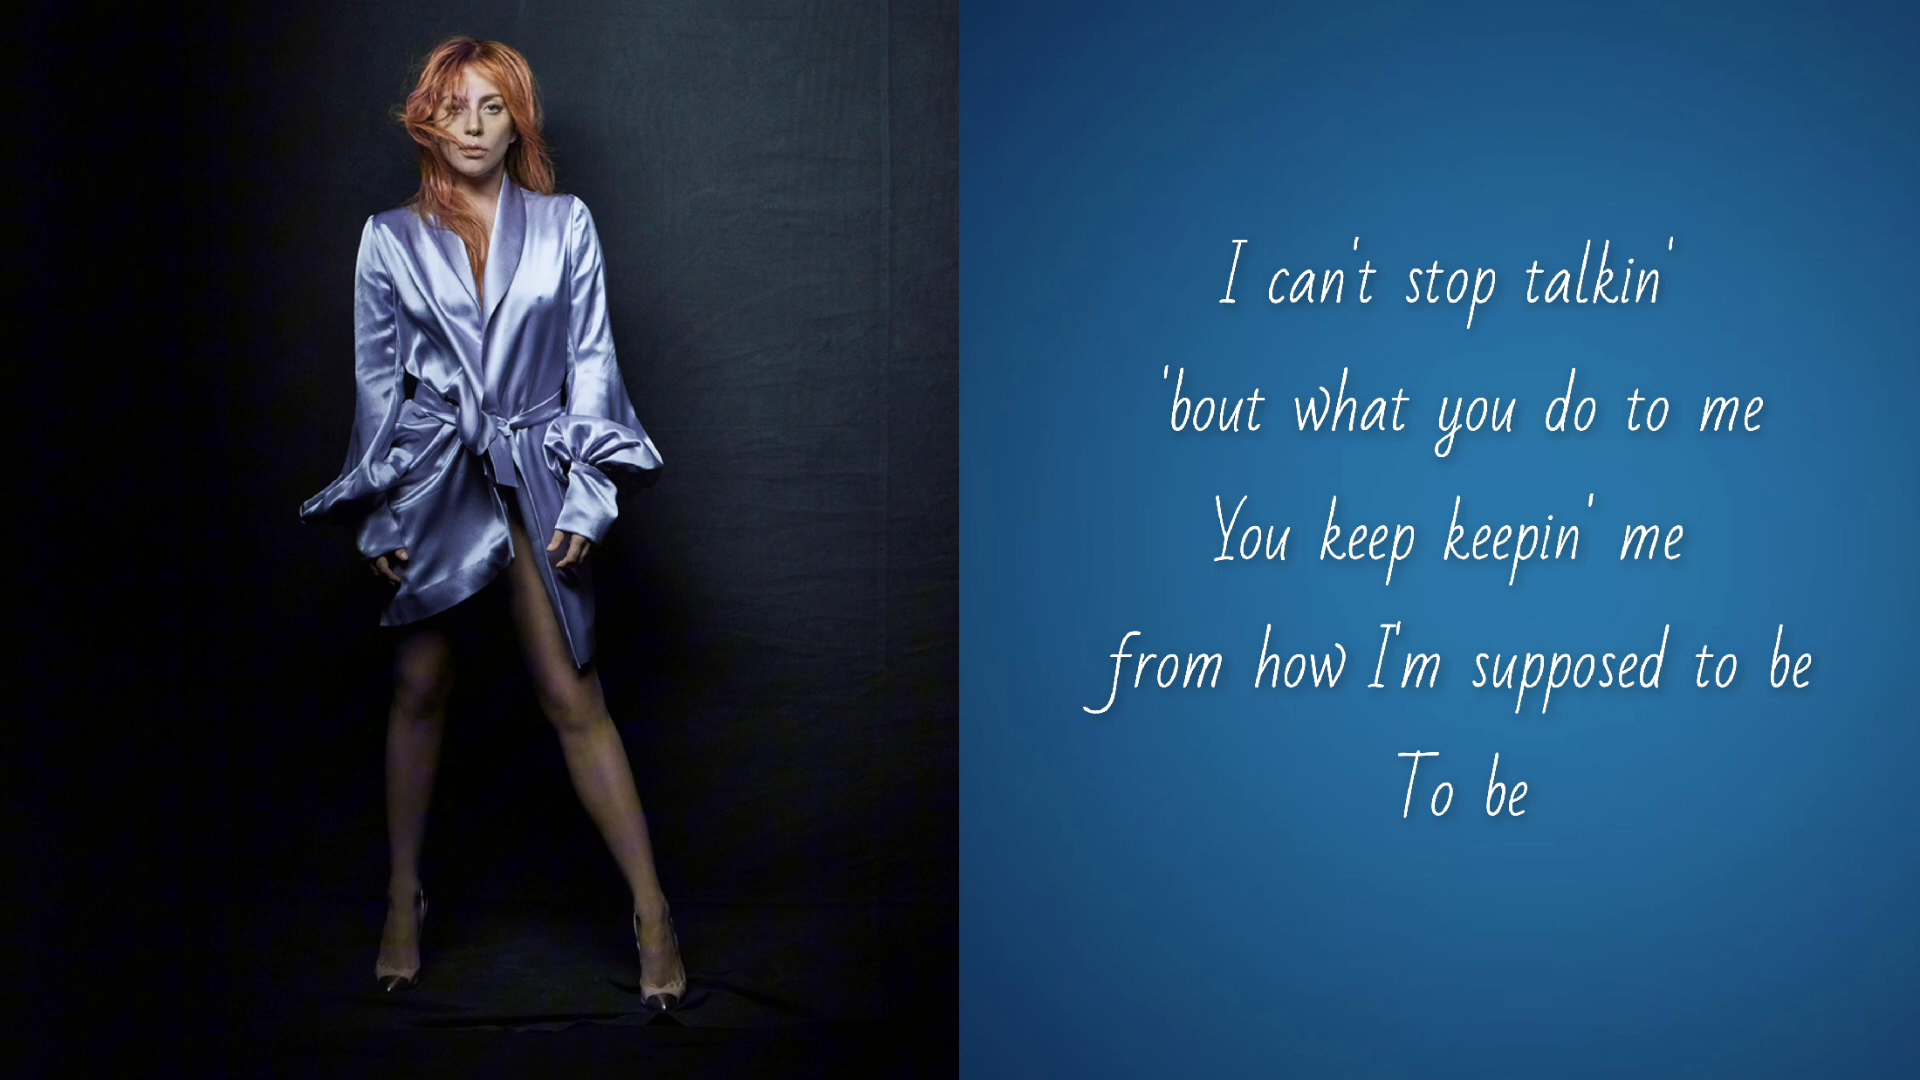 I can't stop talkin'
'bout what you do to me
You keep keepin' me
from how I'm supposed to be
To be